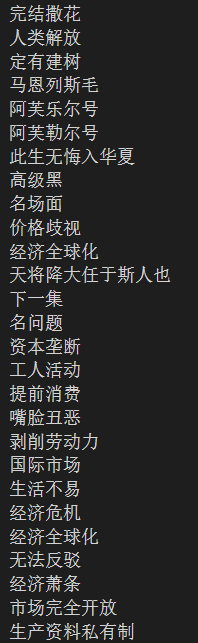 完结撒花
人类解放
定有建树
马恩列斯毛
阿芙乐尔号
阿芙勒尔号
此生无悔入华夏
高级黑
名场面
价格歧视
经济全球化
天将降大任于斯人也
下一集
名问题
资本垄断
工人活动
提前消费
嘴脸丑恶
剥削劳动力
国际市场
生活不易
经济危机
经济全球化
无法反驳
经济萧条
市场完全开放
生产资料私有制